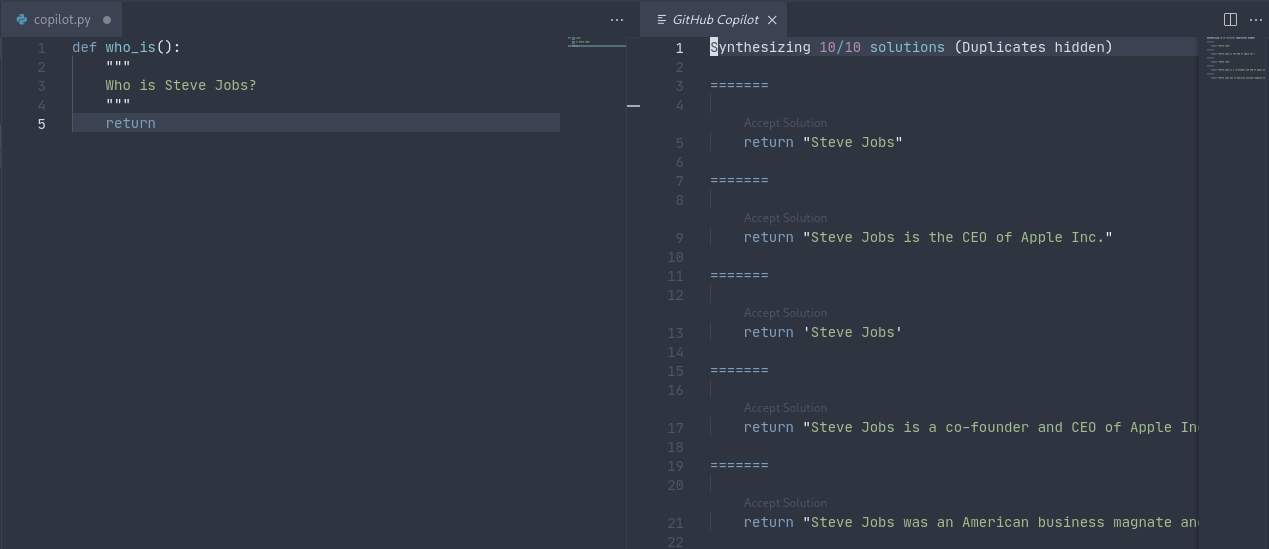 copilot.py
1 def who_is():
2 """
3 Who is Steve Jobs?
4 """
5 return
GitHub Copilot
1 Synthesizing 10/10 solutions (Duplicates hidden)
2
3 =======
4
Accept Solution
5 return "Steve Jobs"
6
7 =======
8
Accept Solution
9 return "Steve Jobs is the CEO of Apple Inc."
10
11 =======
12
Accept Solution
13 return 'Steve Jobs'
14
15 =======
16
Accept Solution
17 return "Steve Jobs is a co-founder and CEO of Apple In
18
19 =======
20
Accept Solution
21 return "Steve Jobs was an American business magnate an
22